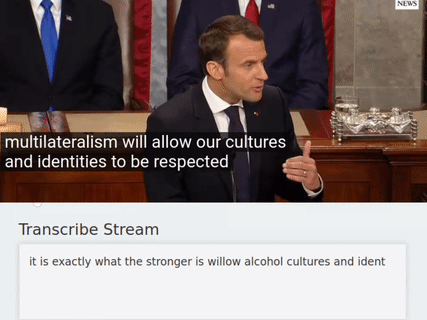 NEWS
multilateralism will allow our cultures
and identities to be respected
Transcribe Stream
it is exactly what the stronger is willow alcohol cultures and ident